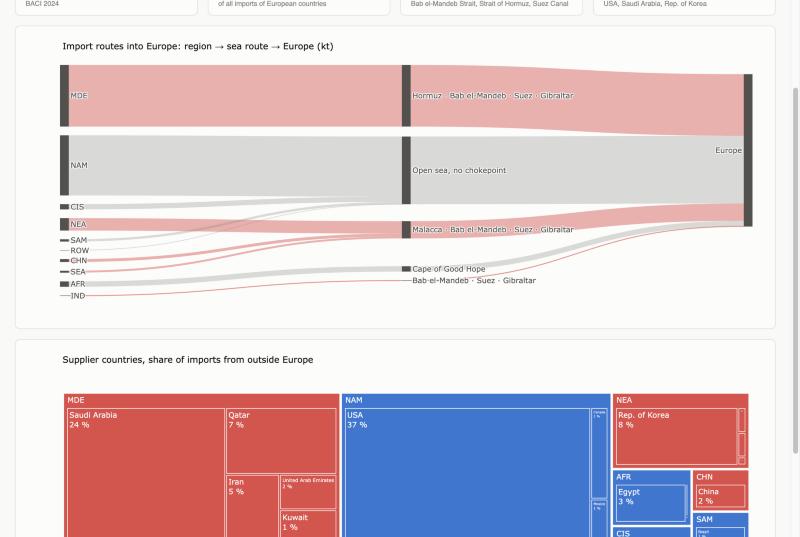 BACI 2024
of all imports of European countries
Bab el-Mandeb Strait, Strait of Hormuz, Suez Canal
USA, Saudi Arabia, Rep. of Korea
Import routes into Europe: region → sea route → Europe (kt)
MDE
Hormuz · Bab el-Mandeb · Suez · Gibraltar
Europe
NAM
Open sea, no chokepoint
CIS
NEA
Malacca · Bab el-Mandeb · Suez · Gibraltar
SAM
ROW
CHN
SEA
Cape of Good Hope
AFR
Bab el-Mandeb · Suez · Gibraltar
IND
Supplier countries, share of imports from outside Europe
MDE
Saudi Arabia
24 %
Qatar
7 %
Iran
5 %
United Arab Emirates
2 %
Kuwait
1 %
NAM
USA
37 %
Canada
1 %
Mexico
1 %
NEA
Rep. of Korea
8 %
AFR
Egypt
3 %
CHN
China
2 %
SAM
Brazil
CIS